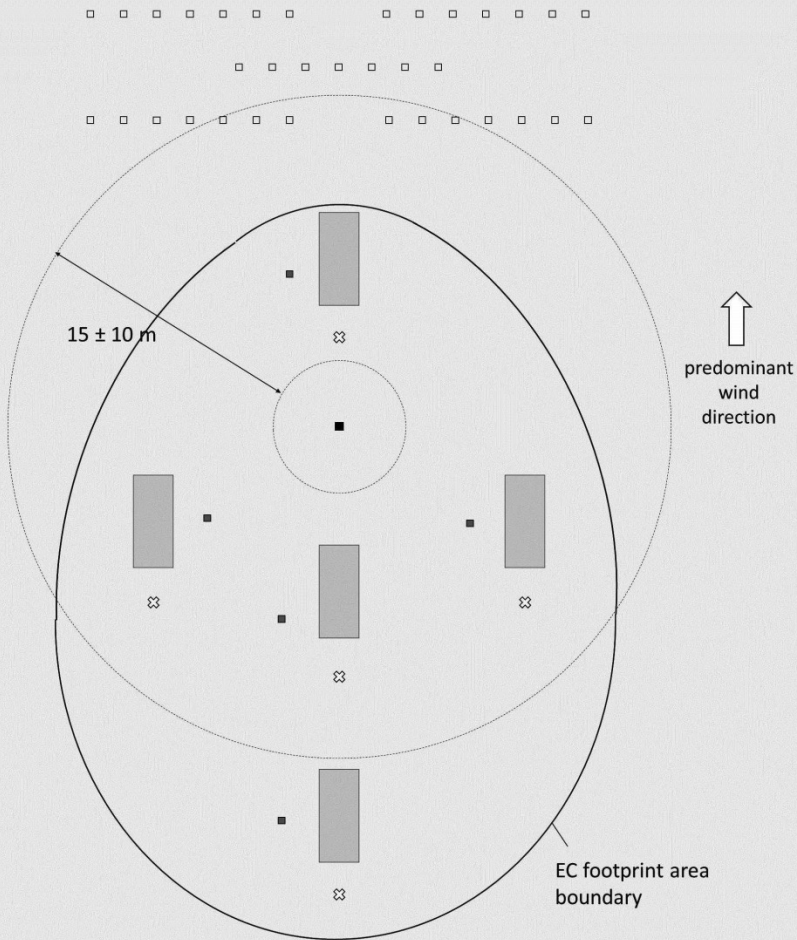 15 ± 10 m
predominant
wind
direction
EC footprint area
boundary